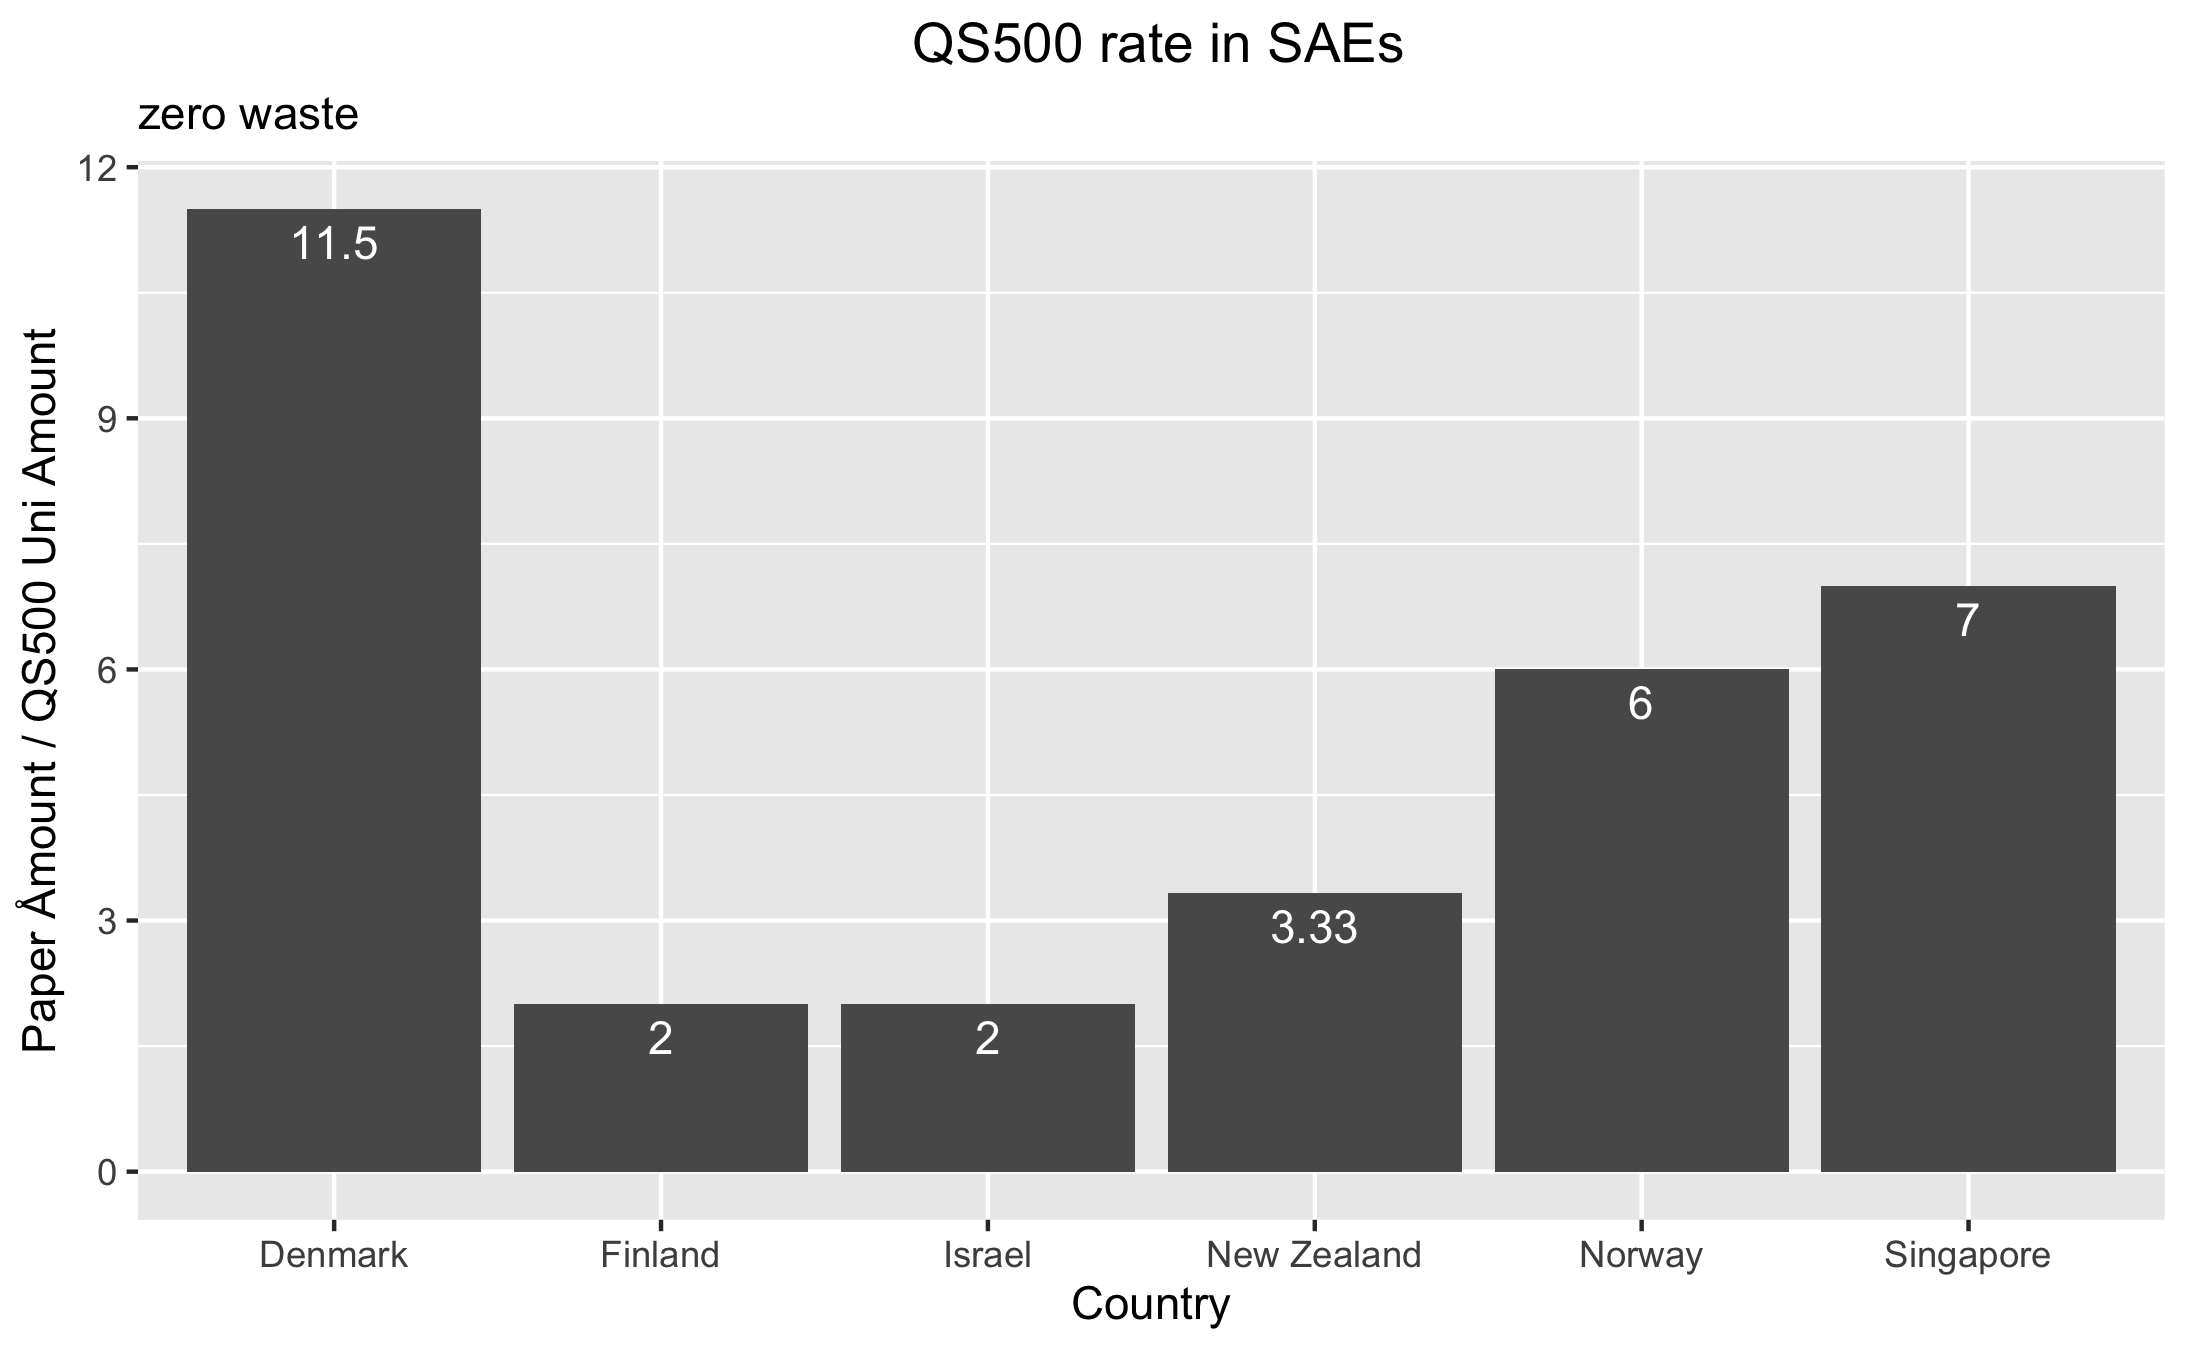 QS500 rate in SAEs
zero waste
Paper Åmount / QS500 Uni Amount
12
9
6
3
0
11.5
2
2
3.33
6
7
Denmark
Finland
Israel
New Zealand
Norway
Singapore
Country